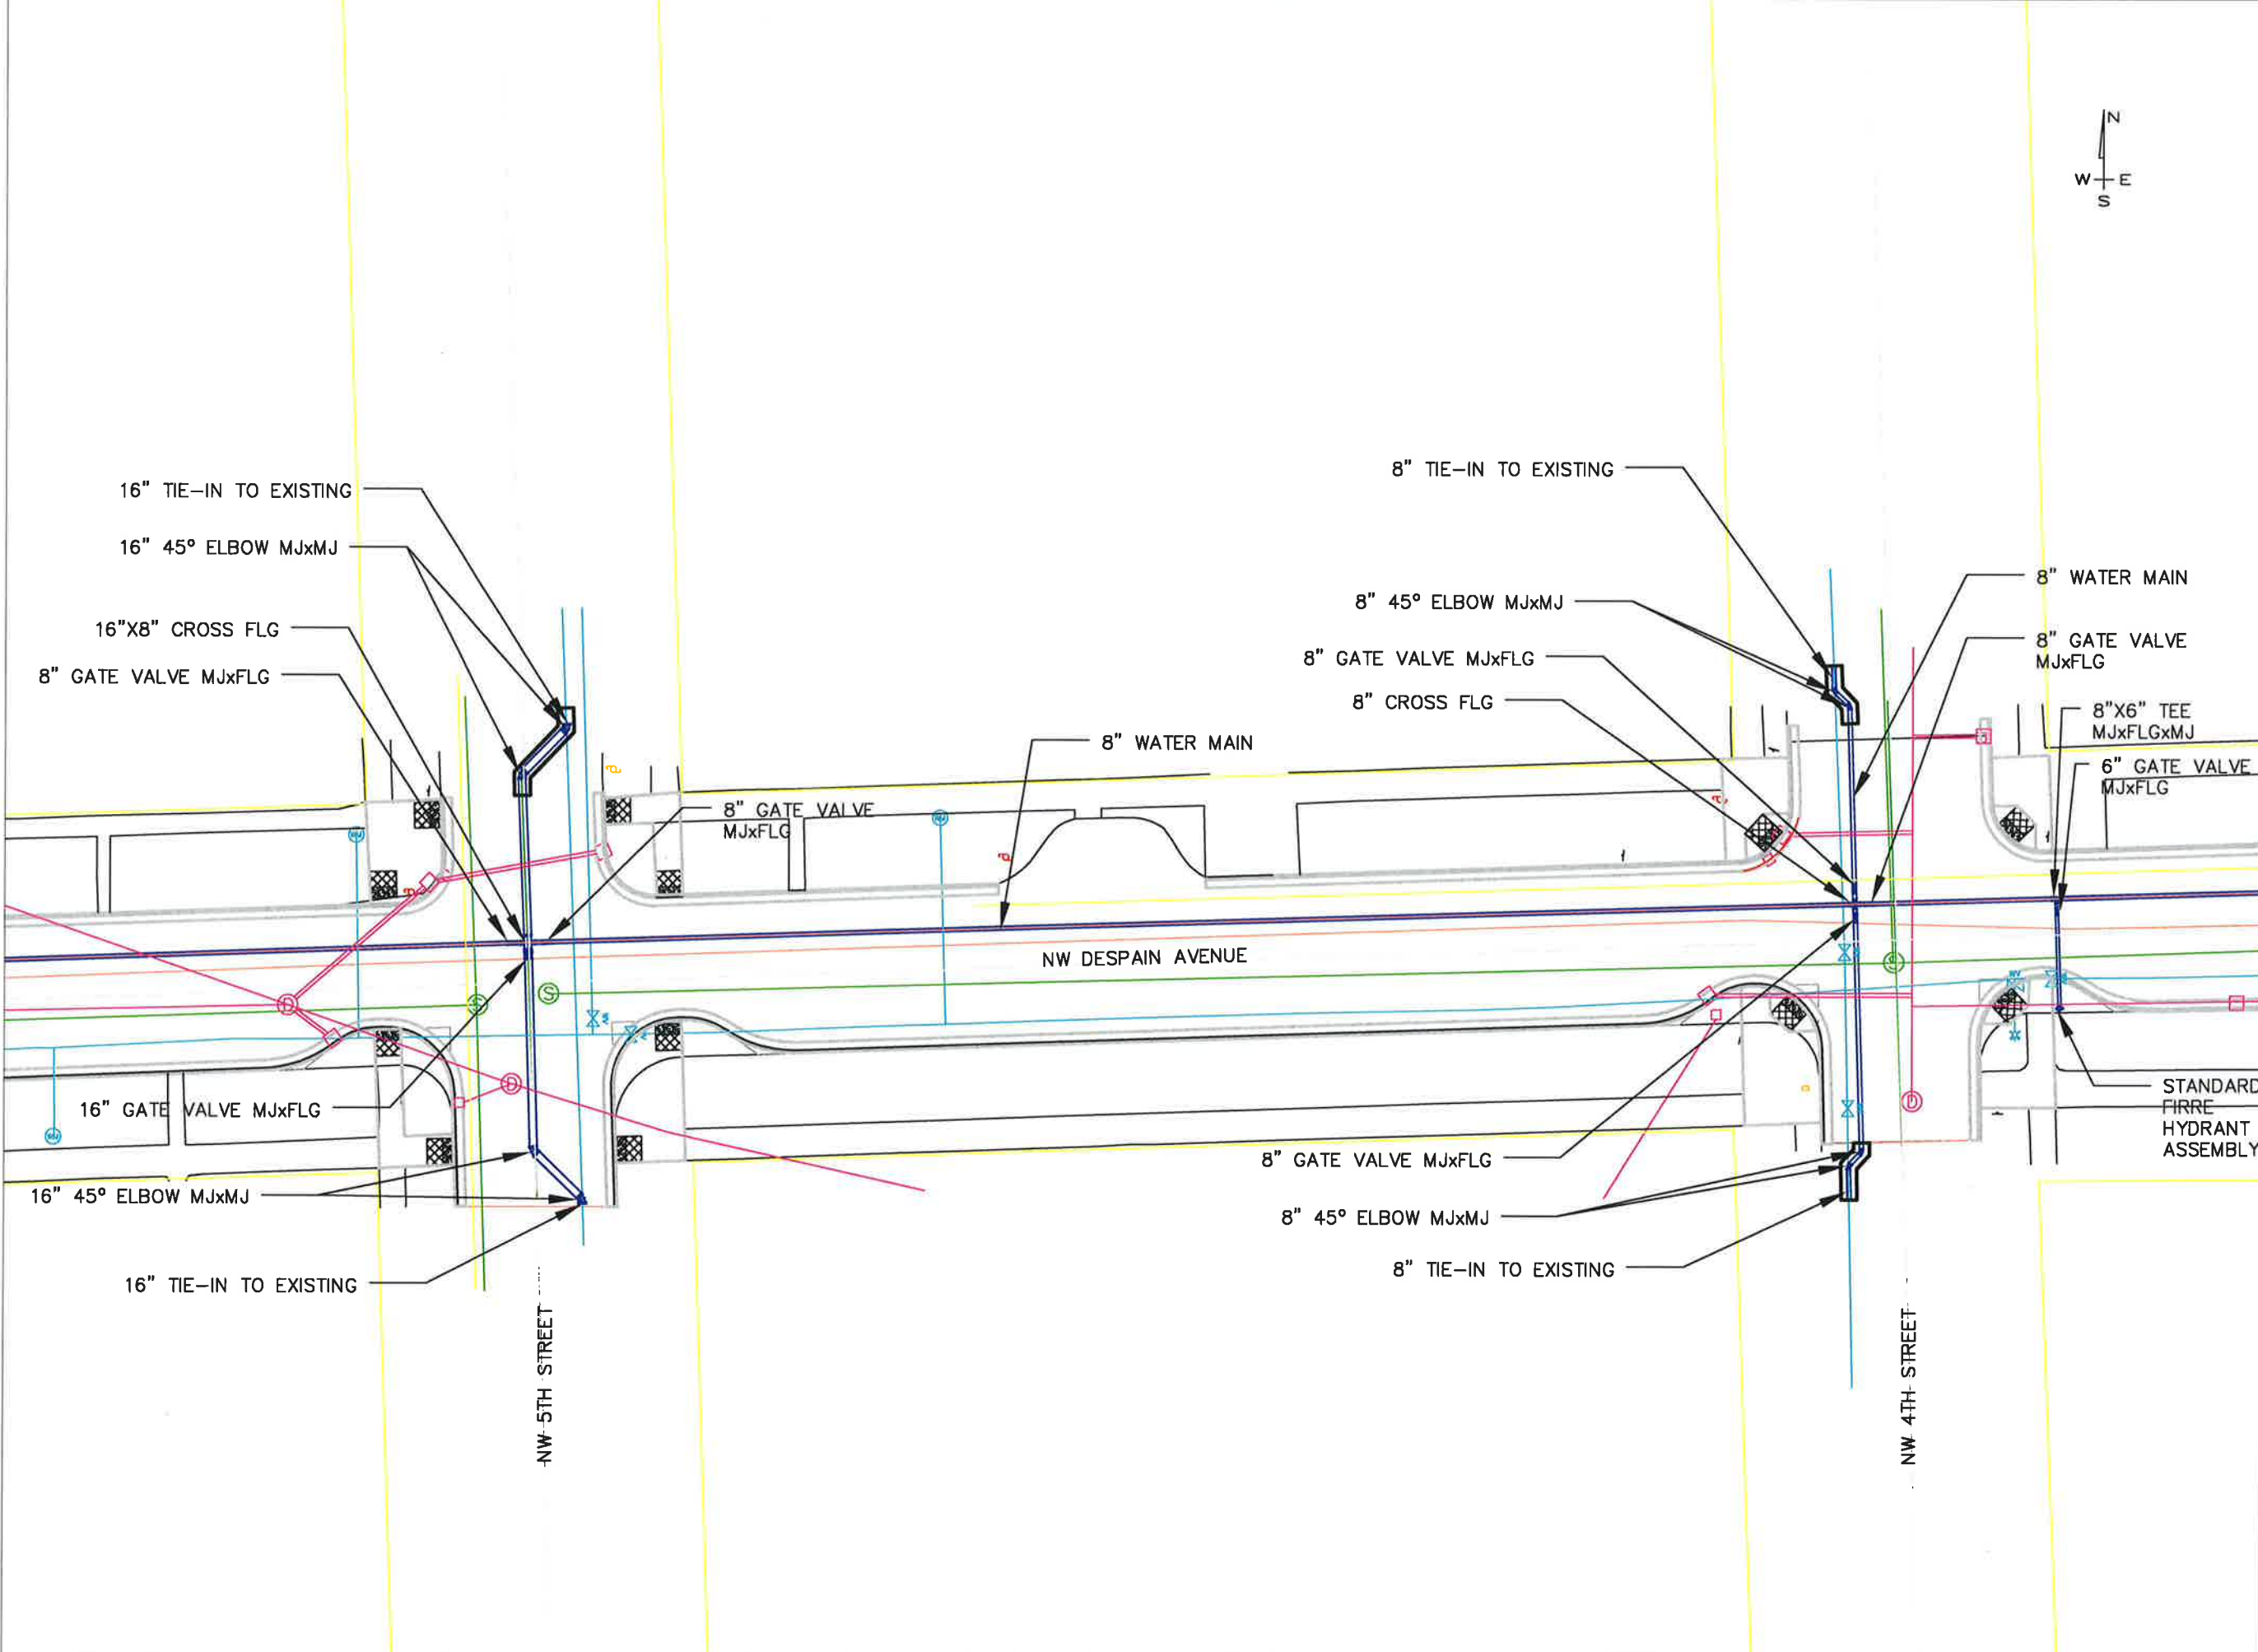 N
W E
S
8" TIE-IN TO EXISTING
16" TIE-IN TO EXISTING
16" 45° ELBOW MJxMJ
8" WATER MAIN
8" 45° ELBOW MJxMJ
16"X8" CROSS FLG
8" GATE VALVE
MJxFLG
8" GATE VALVE MJxFLG
8" GATE VALVE MJxFLG
8" CROSS FLG
8"X6" TEE
MJxFLGxMJ
8" WATER MAIN
6" GATE VALVE
MJxFLG
8" GATE VALVE
MJxFLG
NW DESPAIN AVENUE
S
S
S
D
D
D
STANDARD
FIRRE
HYDRANT
ASSEMBLY
16" GATE VALVE MJxFLG
8" GATE VALVE MJxFLG
16" 45° ELBOW MJxMJ
8" 45° ELBOW MJxMJ
8" TIE-IN TO EXISTING
16" TIE-IN TO EXISTING
NW 5TH STREET
NW 4TH STREET